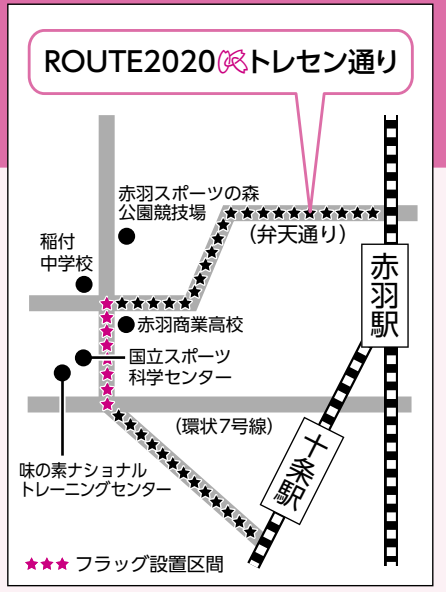 ROUTE2020トレセン通り
赤羽スポーツの森
公園競技場
(弁天通り)
稲付
中学校
赤羽駅
赤羽商業高校
国立スポーツ
科学センター
(環状7号線)
十条駅
味の素ナショナル
トレーニングセンター
★★★ フラッグ設置区間